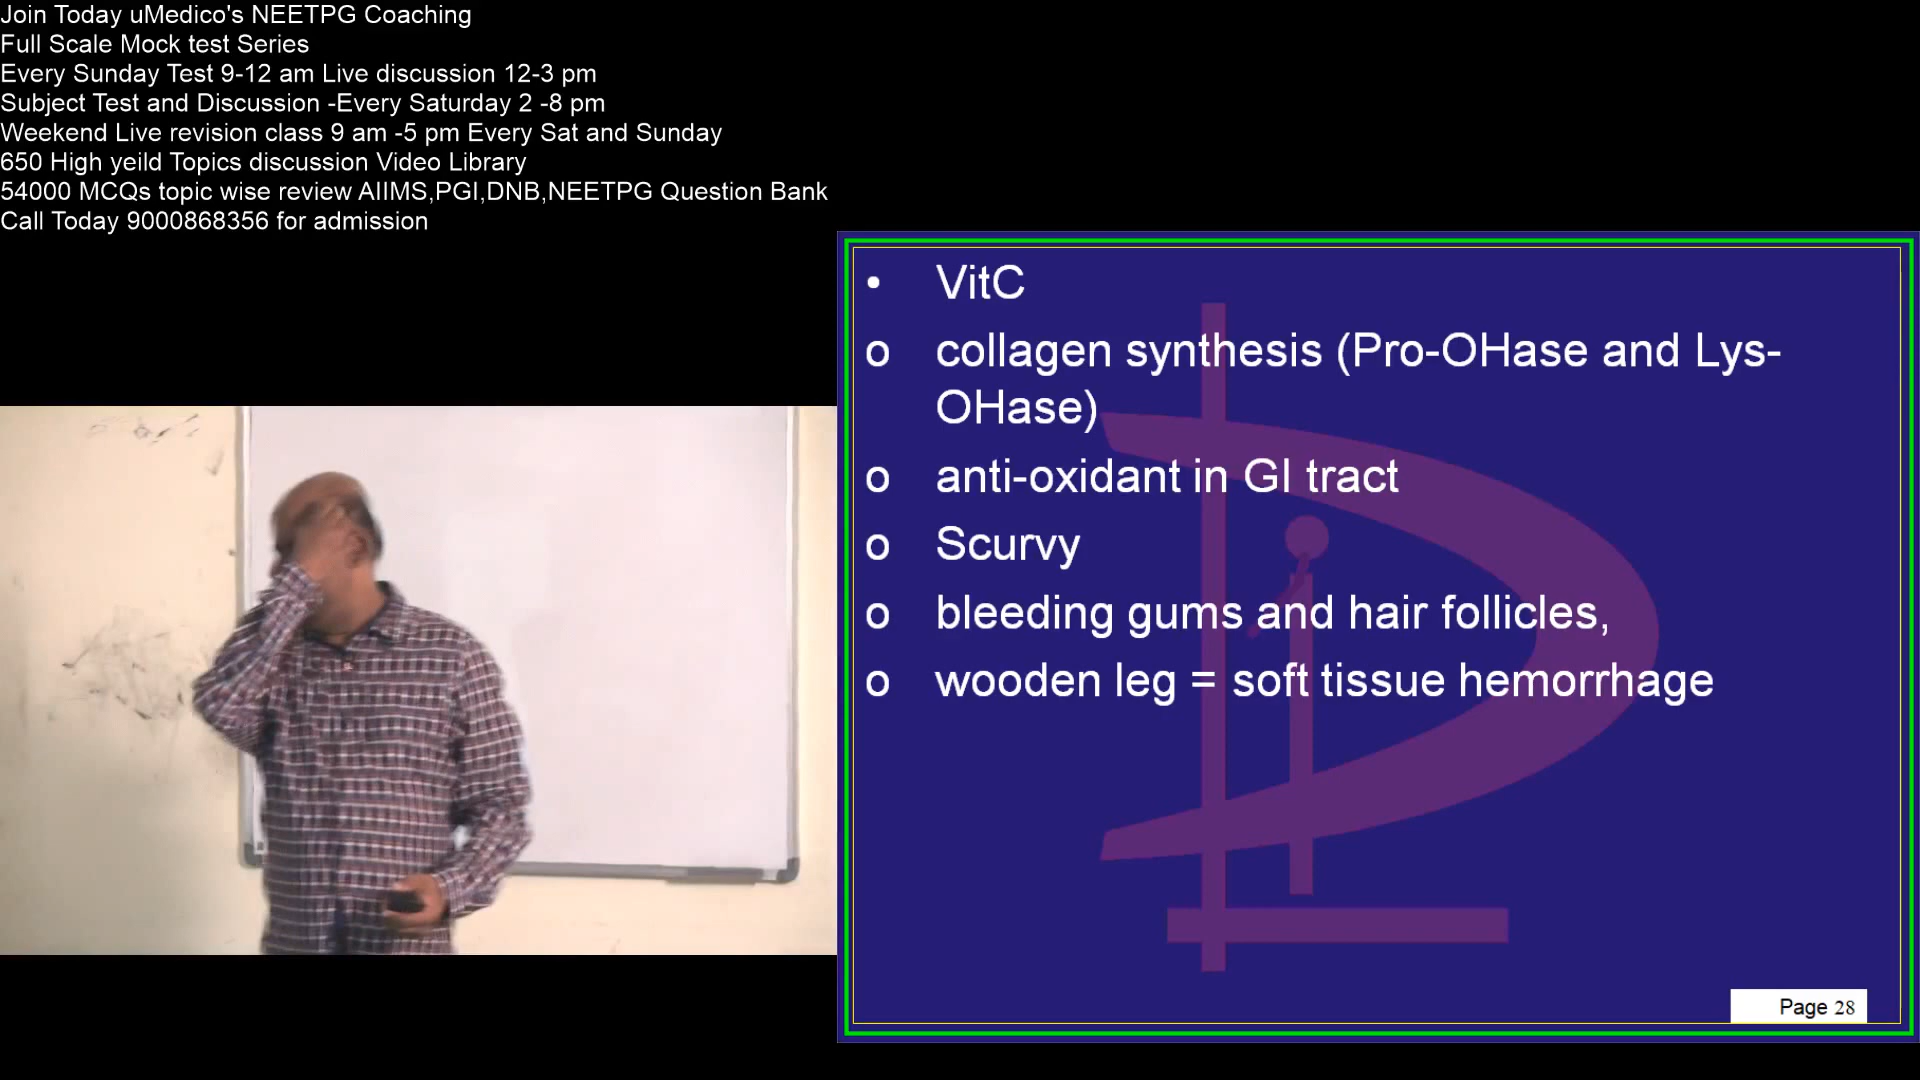 Join Today uMedico's NEETPG Coaching
Full Scale Mock test Series
Every Sunday Test 9-12 am Live discussion 12-3 pm
Subject Test and Discussion -Every Saturday 2 -8 pm
Weekend Live revision class 9 am -5 pm Every Sat and Sunday
650 High yeild Topics discussion Video Library
54000 MCQs topic wise review AIIMS,PGI,DNB,NEETPG Question Bank
Call Today 9000868356 for admission
• VitC
o collagen synthesis (Pro-OHase and Lys-
OHase)
o anti-oxidant in GI tract
o Scurvy
o bleeding gums and hair follicles,
o wooden leg = soft tissue hemorrhage
Page 28